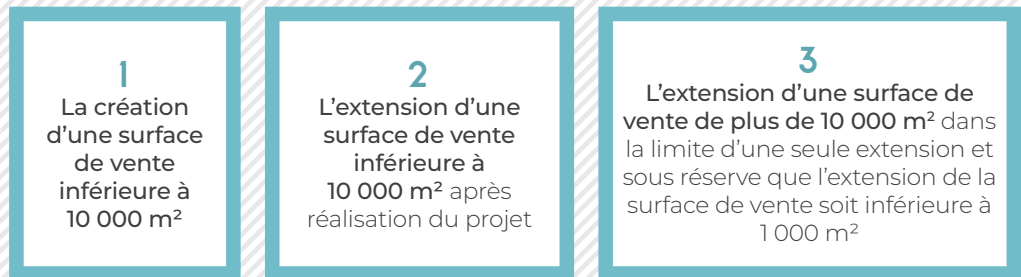 1
La création
d’une surface
de vente
inférieure à
10 000 m²
2
L’extension d’une
surface de vente
inférieure à
10 000 m² après
réalisation du projet
3
L’extension d’une surface de
vente de plus de 10 000 m² dans
la limite d’une seule extension et
sous réserve que l’extension de la
surface de vente soit inférieure à
1 000 m²